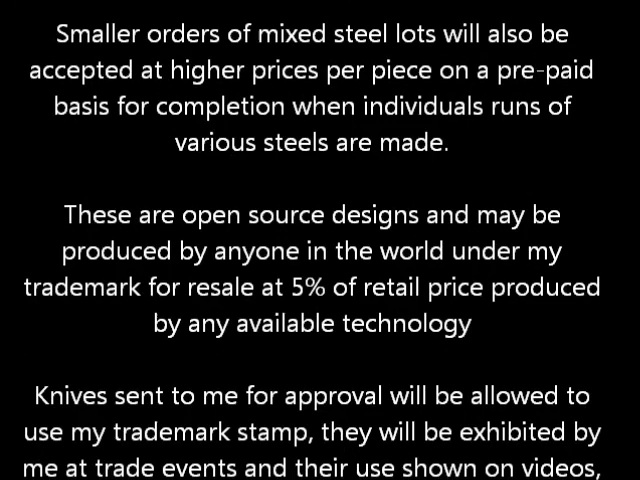 Smaller orders of mixed steel lots will also be
accepted at higher prices per piece on a pre-paid
basis for completion when individuals runs of
various steels are made.
These are open source designs and may be
produced by anyone in the world under my
trademark for resale at 5% of retail price produced
by any available technology
Knives sent to me for approval will be allowed to
use my trademark stamp, they will be exhibited by
me at trade events and their use shown on videos,